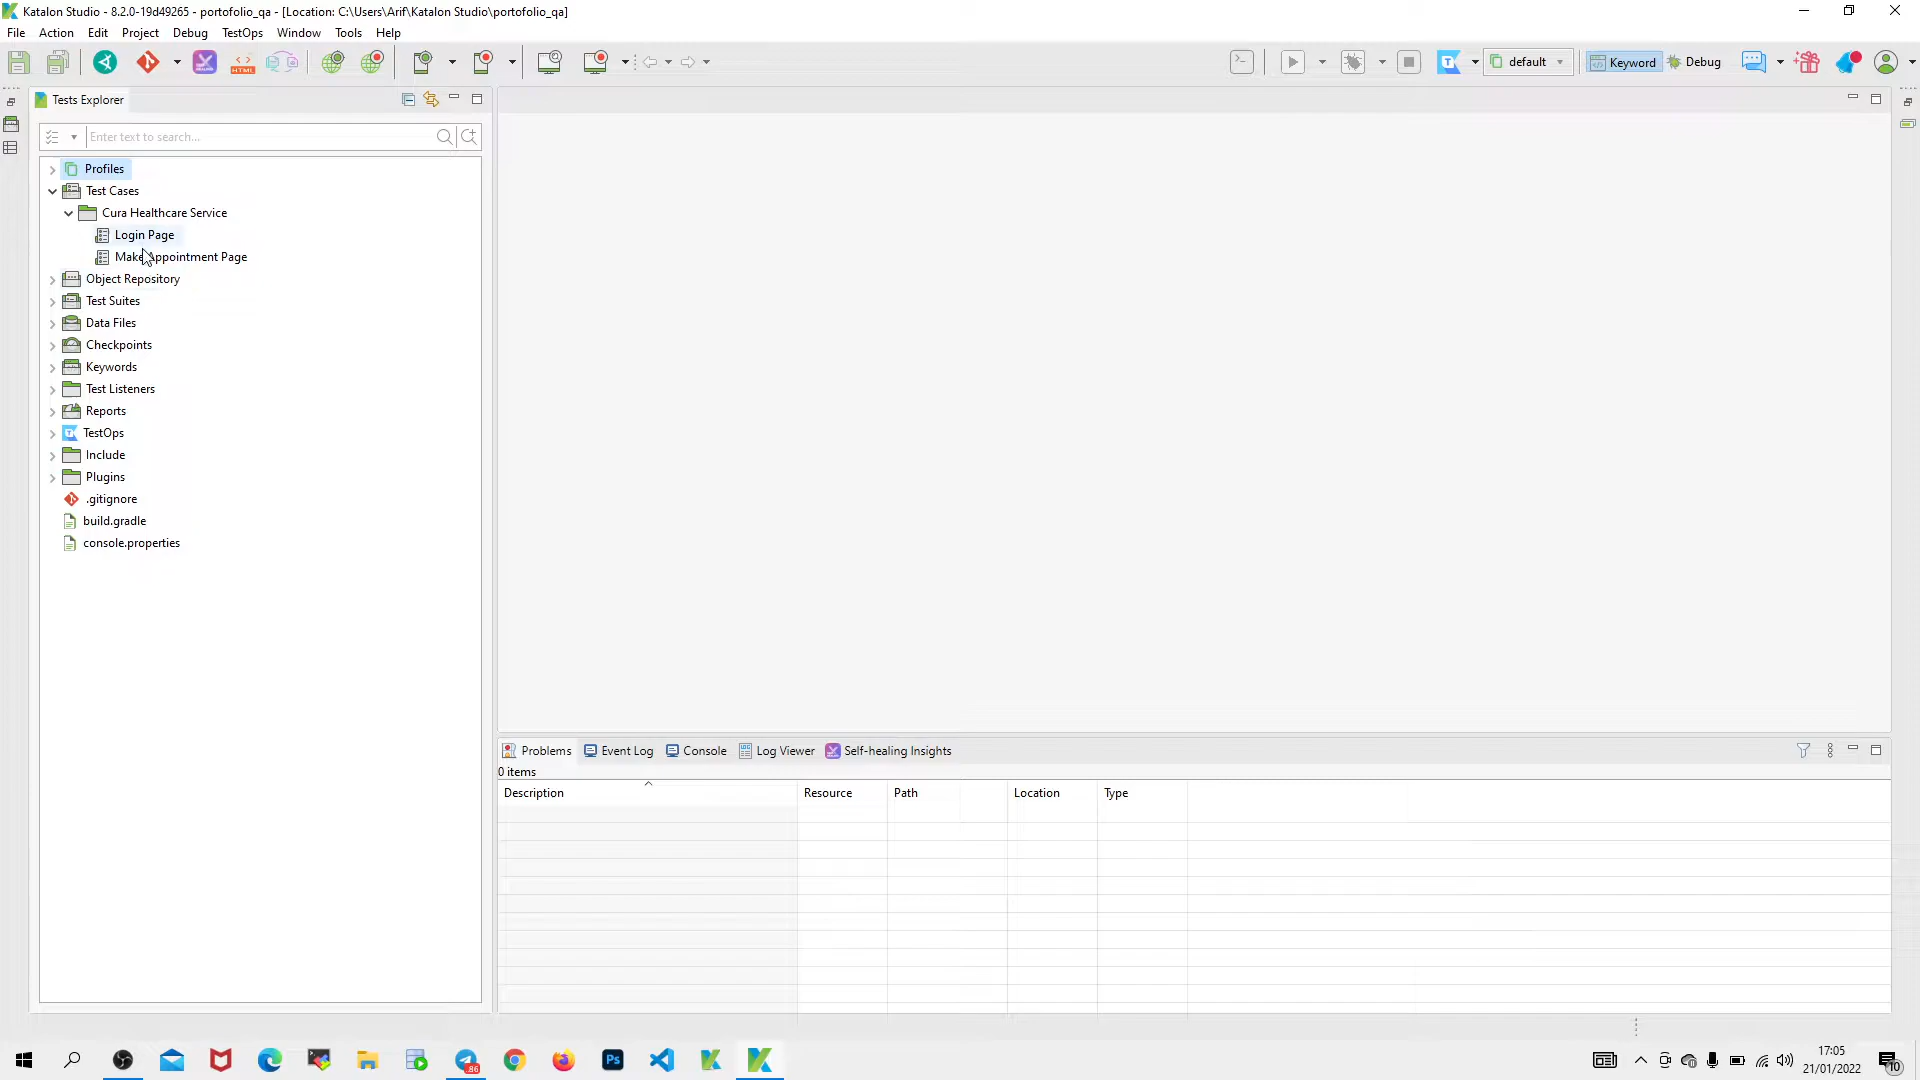 Katalon Studio - 8.2.0-19d49265 - portofolio_qa - [Location: C:\Users\Arif\Katalon Studio\portofolio_qa]
File Action Edit Project Debug TestOps Window Tools Help
HTML default Keyword Debug
Tests Explorer
Enter text to search...
Profiles
Test Cases
Cura Healthcare Service
Login Page
Make Appointment Page
Object Repository
Test Suites
Data Files
Checkpoints
Keywords
Test Listeners
Reports
TestOps
Include
Plugins
.gitignore
build.gradle
console.properties
Problems Event Log Console Log Viewer Self-healing Insights
0 items
Description Resource Path Location Type
86
Ps
17:05
21/01/2022
10